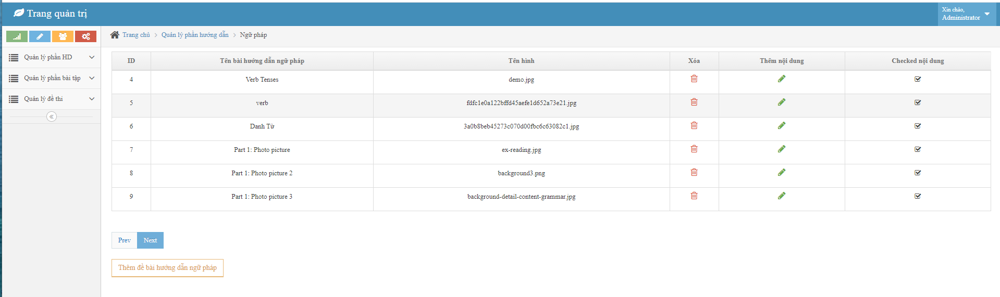 Trang quản trị
Xin chào,
Administrator
Trang chủ > Quản lý phần hướng dẫn > Ngữ pháp
Quản lý phần HD
Quản lý phần bài tập
Quản lý đề thi
ID Tên bài hướng dẫn ngữ pháp Tên hình Xóa Thêm nội dung Checked nội dung
4 Verb Tenses demo.jpg
5 verb fdfc1e0a122bffd45aefe1d652a73e21.jpg
6 Danh Từ 3a0b8beb45273c070d00fbc6c63082c1.jpg
7 Part 1: Photo picture ex-reading.jpg
8 Part 1: Photo picture 2 background3.png
9 Part 1: Photo picture 3 background-detail-content-grammar.jpg
Prev Next
Thêm đề bài hướng dẫn ngữ pháp